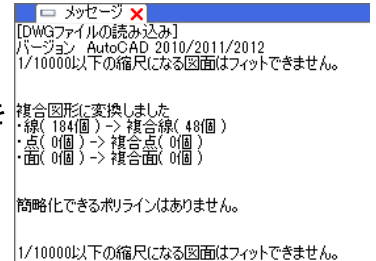 メッセージ
[DWGファイルの読み込み]
バージョン AutoCAD 2010/2011/2012
1/10000以下の縮尺になる図面はフィットできません。
複合図形に変換しました
・線( 184個 ) -> 複合線( 48個 )
・点( 0個 ) -> 複合点( 0個 )
・面( 0個 ) -> 複合面( 0個 )
簡略化できるポリラインはありません。
1/10000以下の縮尺になる図面はフィットできません。